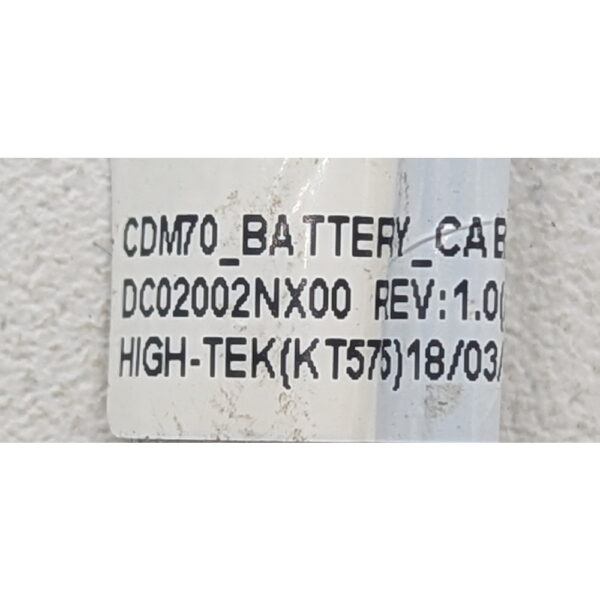 CDM70_BATTERY_CAB
DC02002NX00 REV:1.0
HIGH-TEK(KT575)18/03/